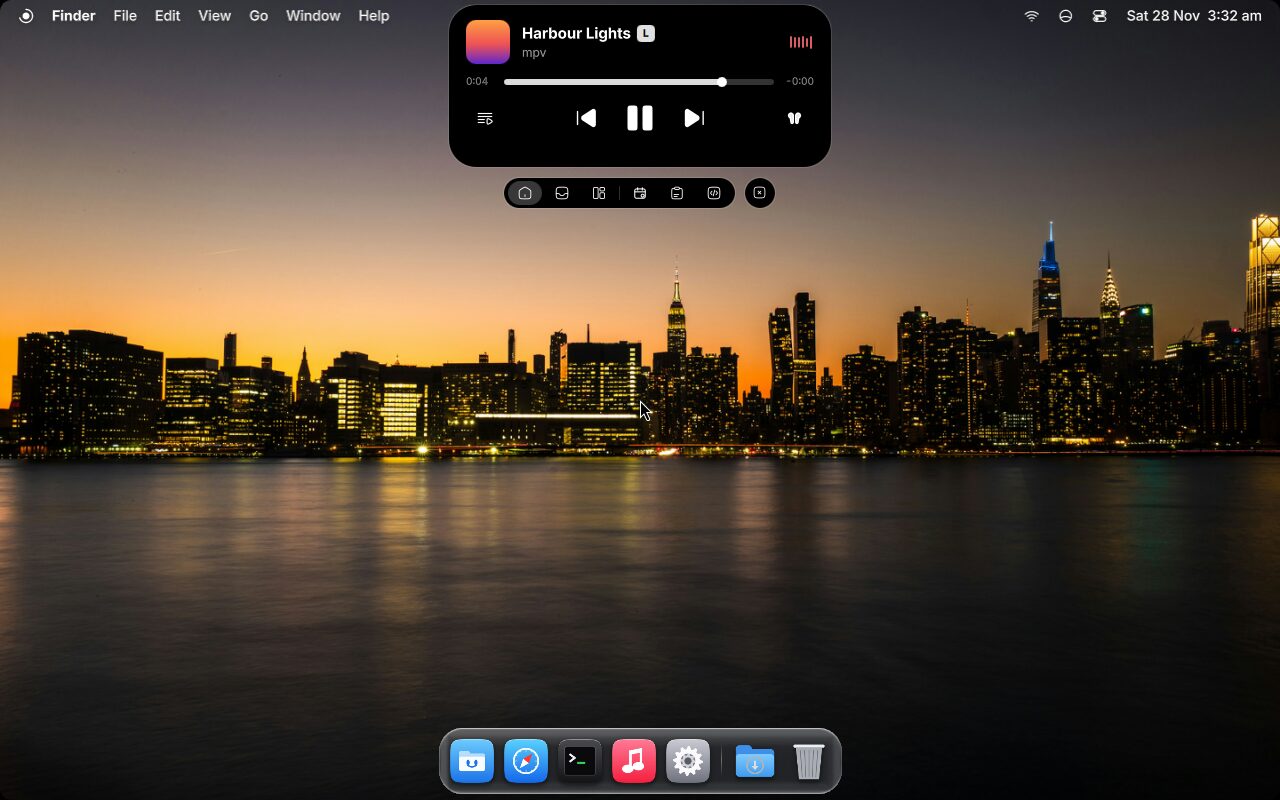 Finder File Edit View Go Window Help
Sat 28 Nov 3:32 am
Harbour Lights L
mpv
0:04 -0:00